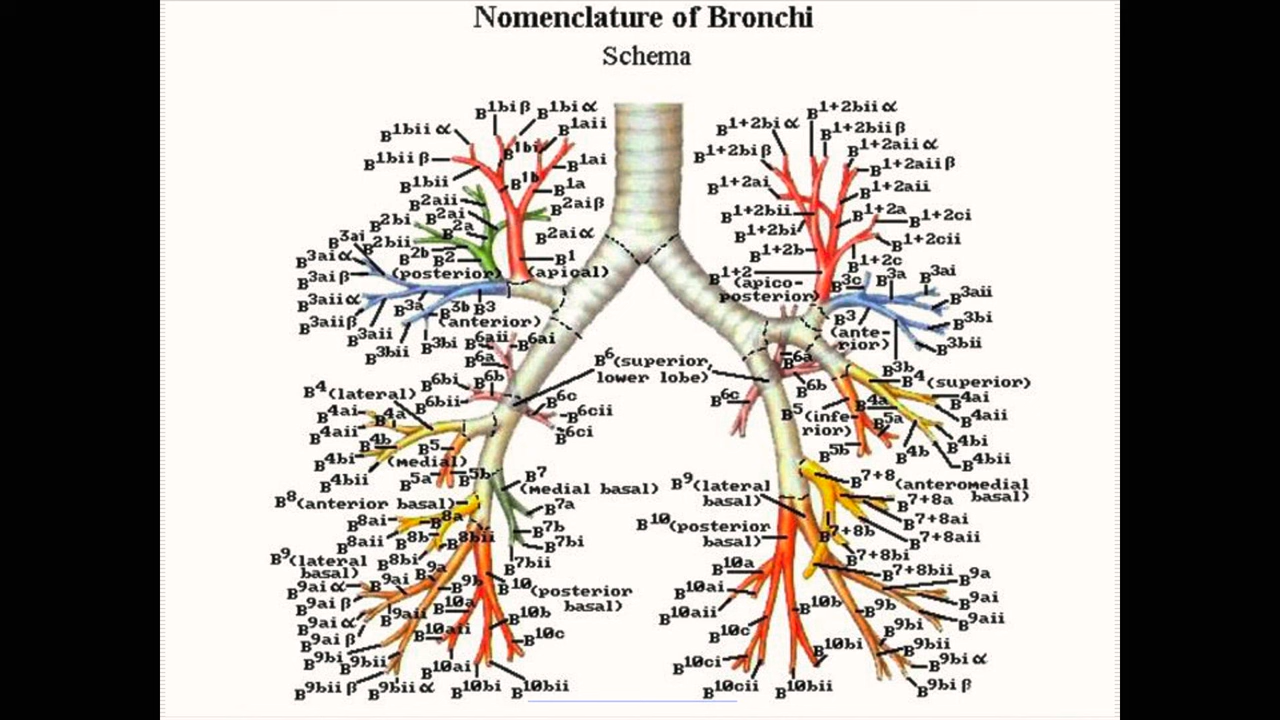 Nomenclature of Bronchi
Schema
B1biβ
B1biα
B1aii
B1biiα
B1bi
B1biiβ
B1ai
B1bii
B1b
B1a
B2aii
B2aiβ
B2ai
B2bi
B2a
B2aiα
B3ai
B2bii
B2b
B2
B1
B3aiα
(posterior)
(apical)
B3aiβ
B3aiiα
B3a
B3b
B3
B3aiiβ
(anterior)
B3aii
B3bi
B3bii
B6aii
B6ai
B6a
B6(superior,
lower lobe)
B6bi
B6b
B6bii
B6c
B6cii
B6ci
B4(lateral)
B4ai
B4a
B4aii
B4b
B5
B4bi
(medial)
B4bii
B5a
B5b
B7
(medial basal)
B8(anterior basal)
B7a
B8ai
B8a
B7b
B8aii
B8b
B8bii
B7bi
B8bi
B7bii
B9(lateral
basal)
B9a
B9ai
B9b
B10(posterior
basal)
B9aiα
B9aiβ
B9aii
B10a
B10b
B9aiα
B10aii
B10c
B9aiβ
B9bi
B9bii
B10ai
B9biiβ
B9biiα
B10bi
B10bii
B1+2biiα
B1+2biα
B1+2biiβ
B1+2biβ
B1+2aiiα
B1+2aiiβ
B1+2ai
B1+2aii
B1+2bii
B1+2a
B1+2ci
B1+2bi
B1+2cii
B1+2b
B1+2c
B1+2
(apico-
posterior)
B3c
B3a
B3ai
B3aii
B3
(ante-
rior)
B3bi
B3bii
B3b
B6a
B6b
B6c
B4(superior)
B4a
B4ai
B5(infe-
rior)
B5a
B4aii
B5b
B4b
B4bi
B4bii
B9(lateral
basal)
B7+8(anteromedial
basal)
B7+8a
B10(posterior
basal)
B7+8ai
B7+8b
B7+8aii
B7+8bi
B7+8bii
B10a
B9a
B10ai
B9ai
B10aii
B10b
B9b
B9aii
B10c
B9bi
B10ci
B10bi
B9bii
B9biα
B10cii
B10bii
B9biβ